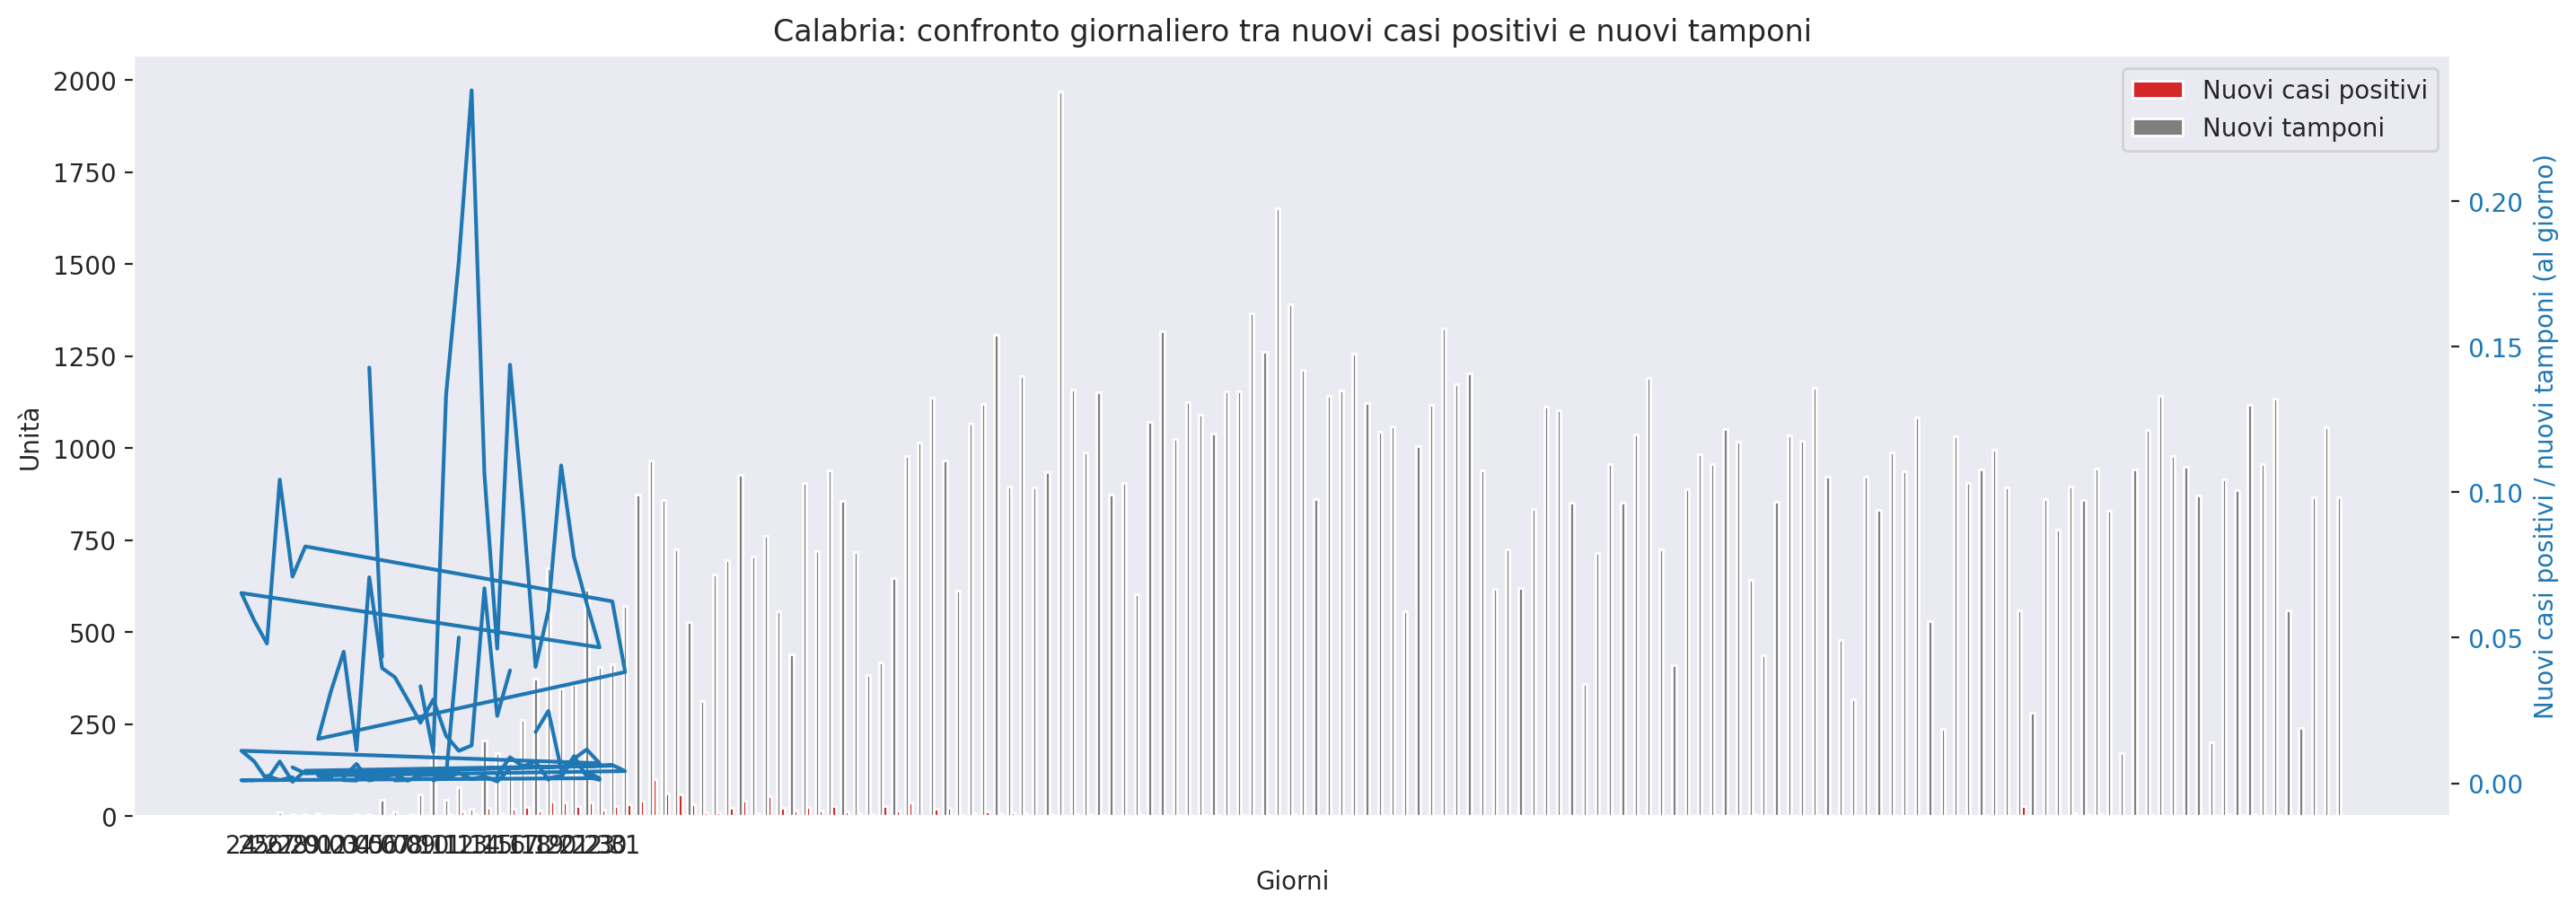 Calabria: confronto giornaliero tra nuovi casi positivi e nuovi tamponi
Nuovi casi positivi
Nuovi tamponi
2000
1750
1500
1250
1000
750
500
250
0
Unità
0.20
0.15
0.10
0.05
0.00
Nuovi casi positivi / nuovi tamponi (al giorno)
Giorni